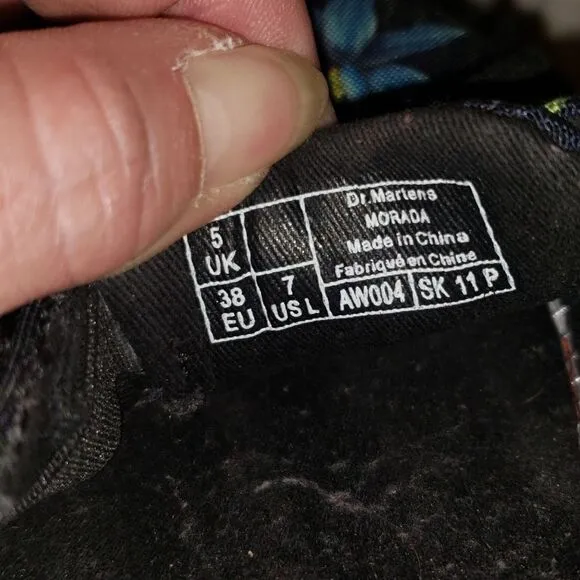 5
UK
Dr.Martens
MORADA
Made in China
Fabriqué en Chine
38
EU
7
US L
AW004
SK 11 P